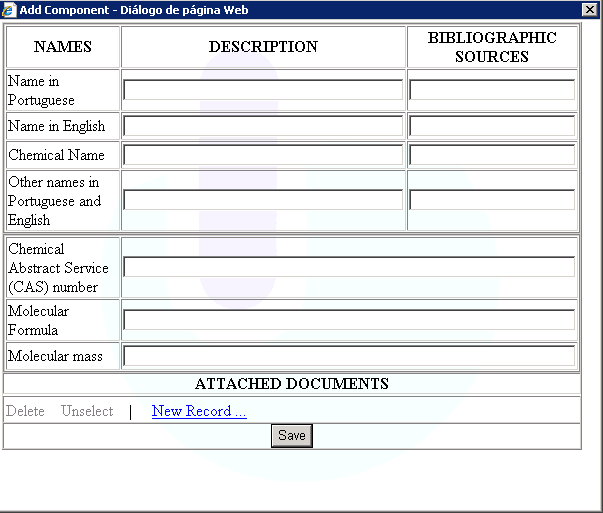 Add Component - Diálogo de página Web
NAMES DESCRIPTION BIBLIOGRAPHIC
SOURCES
Name in
Portuguese
Name in English
Chemical Name
Other names in
Portuguese and
English
Chemical
Abstract Service
(CAS) number
Molecular
Formula
Molecular mass
ATTACHED DOCUMENTS
Delete Unselect | New Record ...
Save